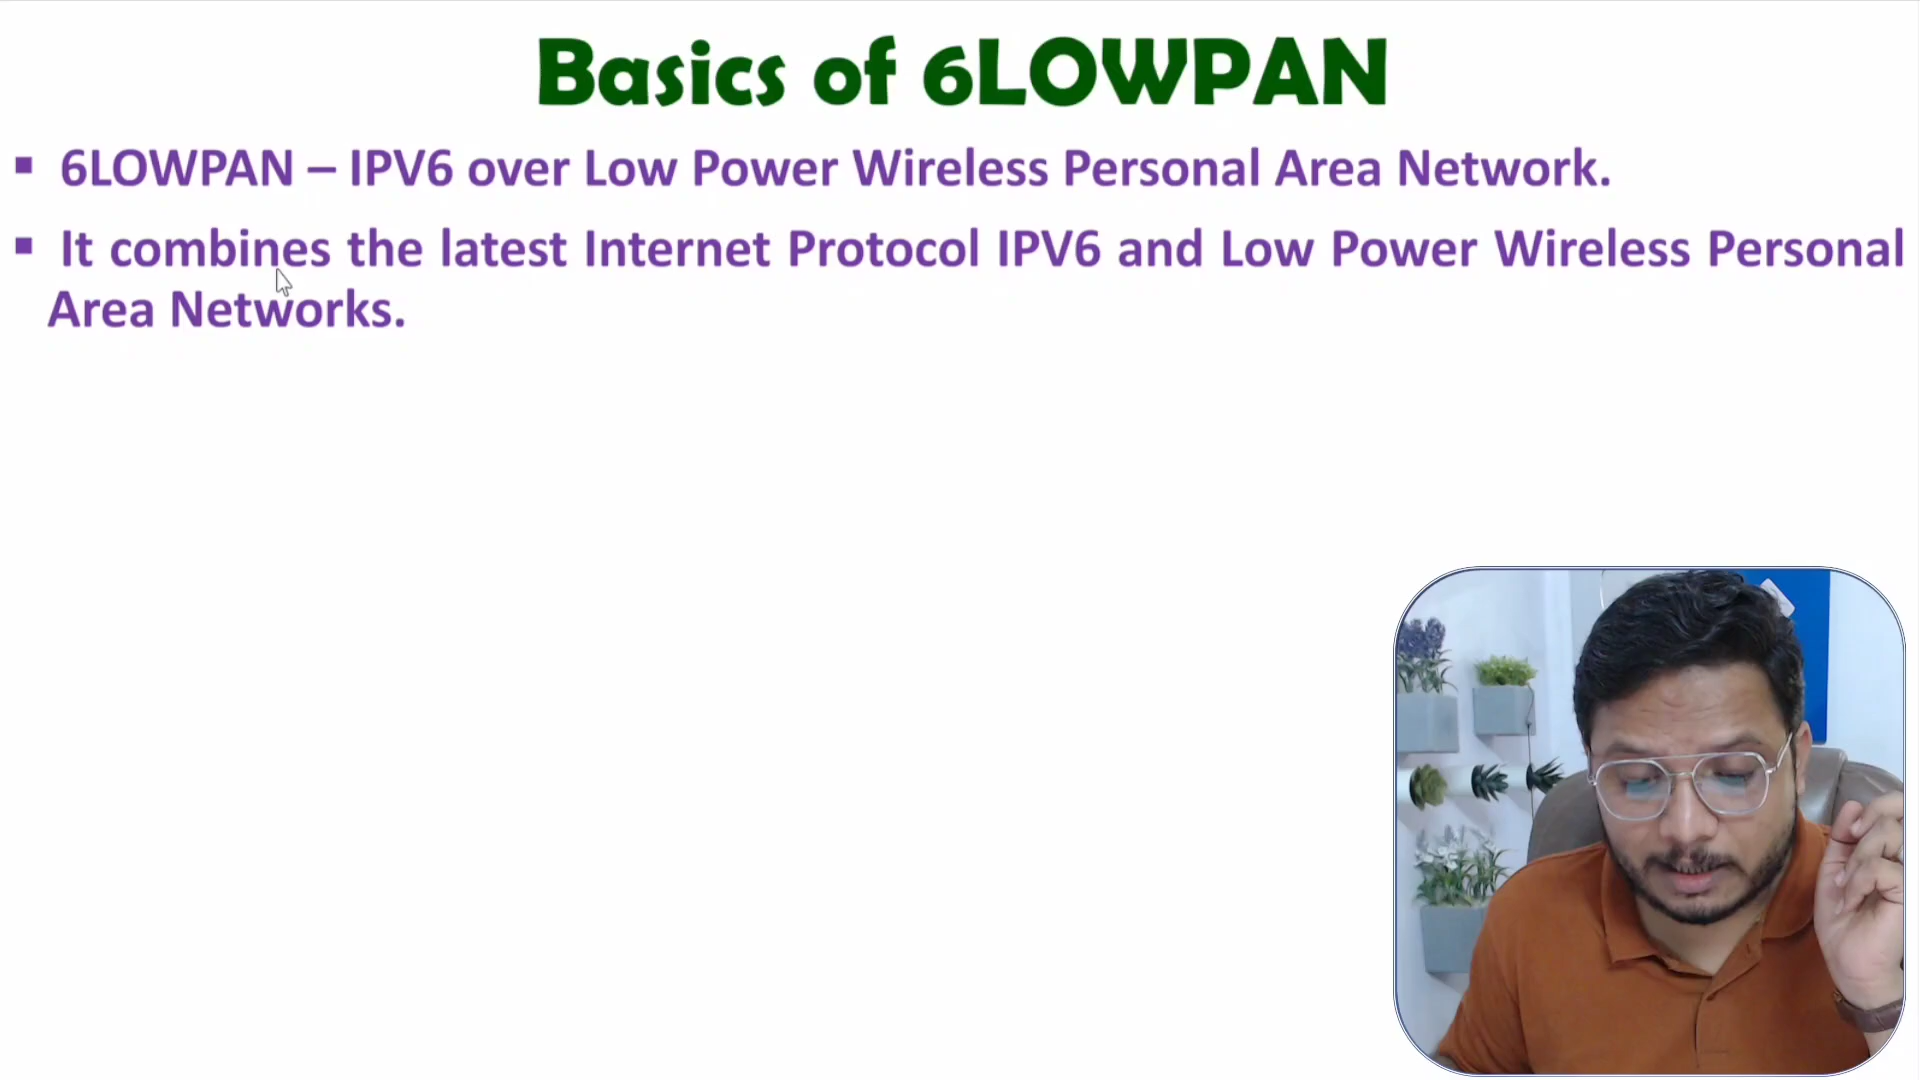 Basics of 6LOWPAN
▪ 6LOWPAN – IPV6 over Low Power Wireless Personal Area Network.
▪ It combines the latest Internet Protocol IPV6 and Low Power Wireless Personal
Area Networks.